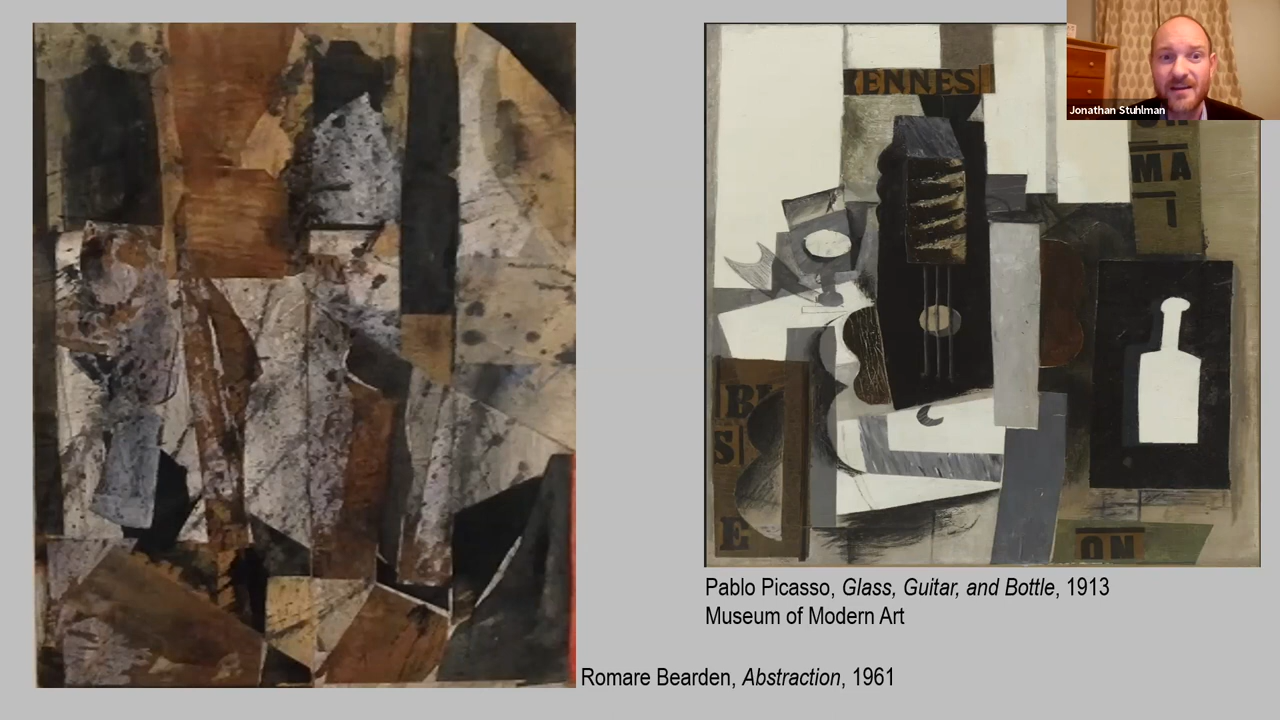 KENNES
Jonathan Stuhlman
MA
T
BI
S
E
ON
Pablo Picasso, Glass, Guitar, and Bottle, 1913
Museum of Modern Art
Romare Bearden, Abstraction, 1961